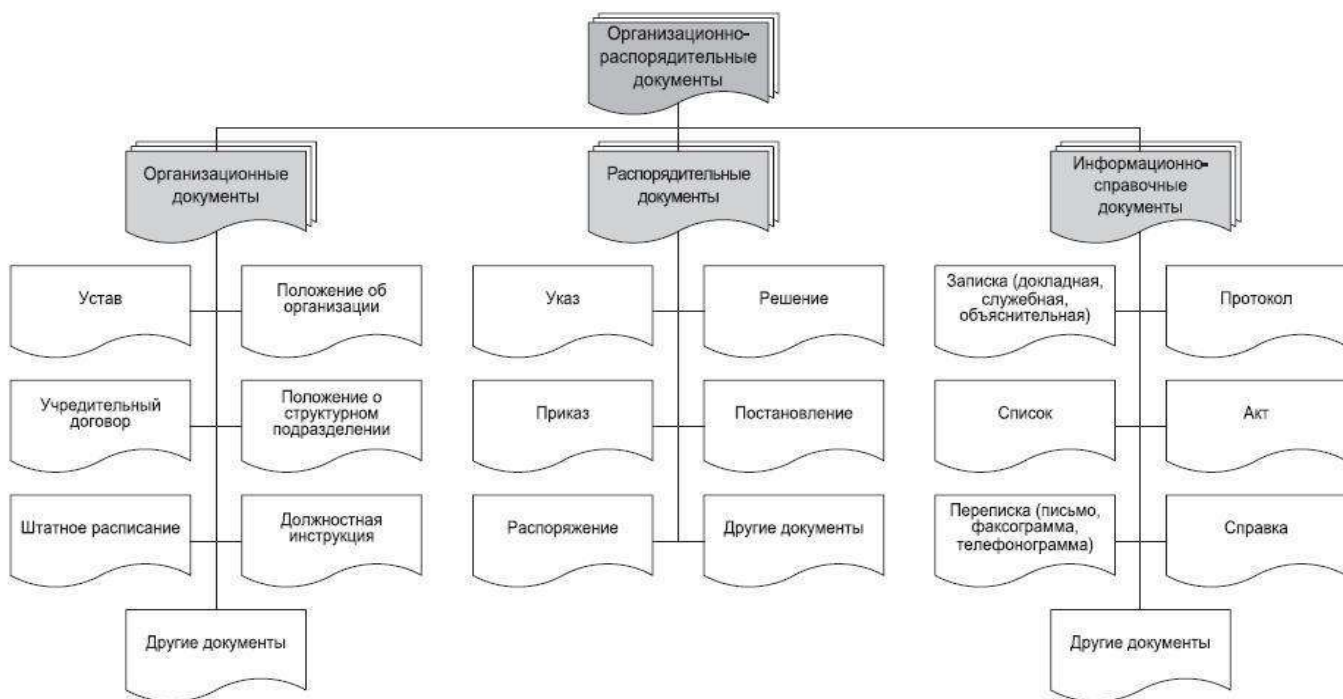 Организационно-
распорядительные
документы
Организационные
документы
Распорядительные
документы
Информационно-
справочные
документы
Устав
Положение об
организации
Указ
Решение
Записка (докладная,
служебная,
объяснительная)
Протокол
Учредительный
договор
Положение о
структурном
подразделении
Приказ
Постановление
Список
Акт
Штатное расписание
Должностная
инструкция
Распоряжение
Другие документы
Переписка (письмо,
факсограмма,
телефонограмма)
Справка
Другие документы
Другие документы